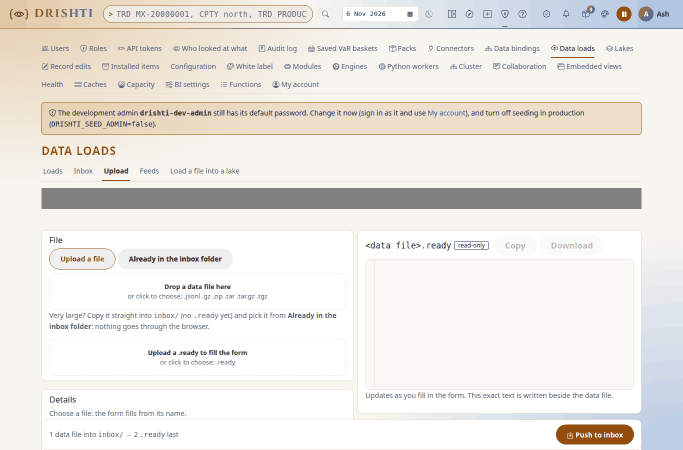 {👁} DRISHTI
> TRD MX-20000001, CPTY north, TRD PRODUC
6 Nov 2026
9
A Ash
Users Roles API tokens Who looked at what Audit log Saved VaR baskets Packs Connectors Data bindings Data loads Lakes
Record edits Installed items Configuration White label Modules Engines Python workers Cluster Collaboration Embedded views
Health Caches Capacity BI settings Functions My account
The development admin drishti-dev-admin still has its default password. Change it now (sign in as it and use My account), and turn off seeding in production
(DRISHTI_SEED_ADMIN=false).
DATA LOADS
Loads Inbox Upload Feeds Load a file into a lake
File
Upload a file Already in the inbox folder
Drop a data file here
or click to choose: .jsonl .gz .zip .tar .tar.gz .tgz
Very large? Copy it straight into inbox/ (no .ready yet) and pick it from Already in the
inbox folder: nothing goes through the browser.
Upload a .ready to fill the form
or click to choose: .ready
Details
Choose a file: the form fills from its name.
<data file>.ready read-only Copy Download
Updates as you fill in the form. This exact text is written beside the data file.
1 data file into inbox/ → 2 .ready last
Push to inbox